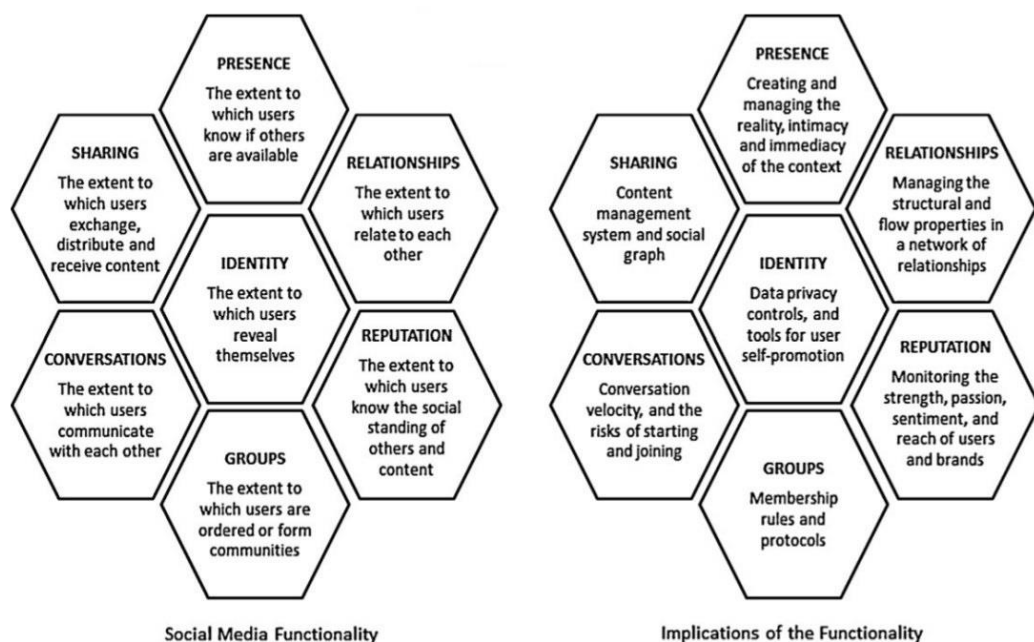 PRESENCE
The extent to
which users
know if others
are available
SHARING
The extent to
which users
exchange,
distribute and
receive content
RELATIONSHIPS
The extent to
which users
relate to each
other
IDENTITY
The extent to
which users
reveal
themselves
CONVERSATIONS
The extent to
which users
communicate
with each other
REPUTATION
The extent to
which users
know the social
standing of
others and
content
GROUPS
The extent to
which users are
ordered or form
communities
Social Media Functionality
PRESENCE
Creating and
managing the
reality, intimacy
and immediacy
of the context
SHARING
Content
management
system and social
graph
RELATIONSHIPS
Managing the
structural and
flow properties in
a network of
relationships
IDENTITY
Data privacy
controls, and
tools for user
self-promotion
CONVERSATIONS
Conversation
velocity, and the
risks of starting
and joining
REPUTATION
Monitoring the
strength, passion,
sentiment, and
reach of users
and brands
GROUPS
Membership
rules and
protocols
Implications of the Functionality